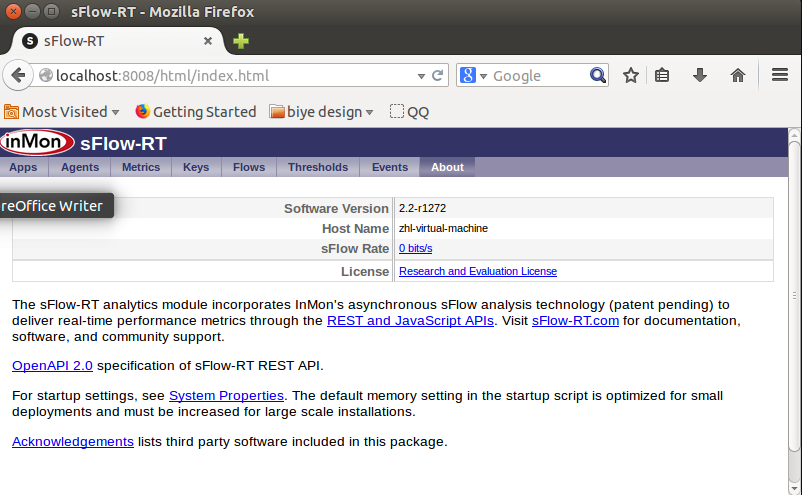 sFlow-RT - Mozilla Firefox
S sFlow-RT
localhost:8008/html/index.html
8 Google
Most Visited Getting Started biye design QQ
inMon sFlow-RT
Apps Agents Metrics Keys Flows Thresholds Events About
reOffice Writer
Software Version 2.2-r1272
Host Name zhl-virtual-machine
sFlow Rate 0 bits/s
License Research and Evaluation License
The sFlow-RT analytics module incorporates InMon's asynchronous sFlow analysis technology (patent pending) to
deliver real-time performance metrics through the REST and JavaScript APIs. Visit sFlow-RT.com for documentation,
software, and community support.
OpenAPI 2.0 specification of sFlow-RT REST API.
For startup settings, see System Properties. The default memory setting in the startup script is optimized for small
deployments and must be increased for large scale installations.
Acknowledgements lists third party software included in this package.